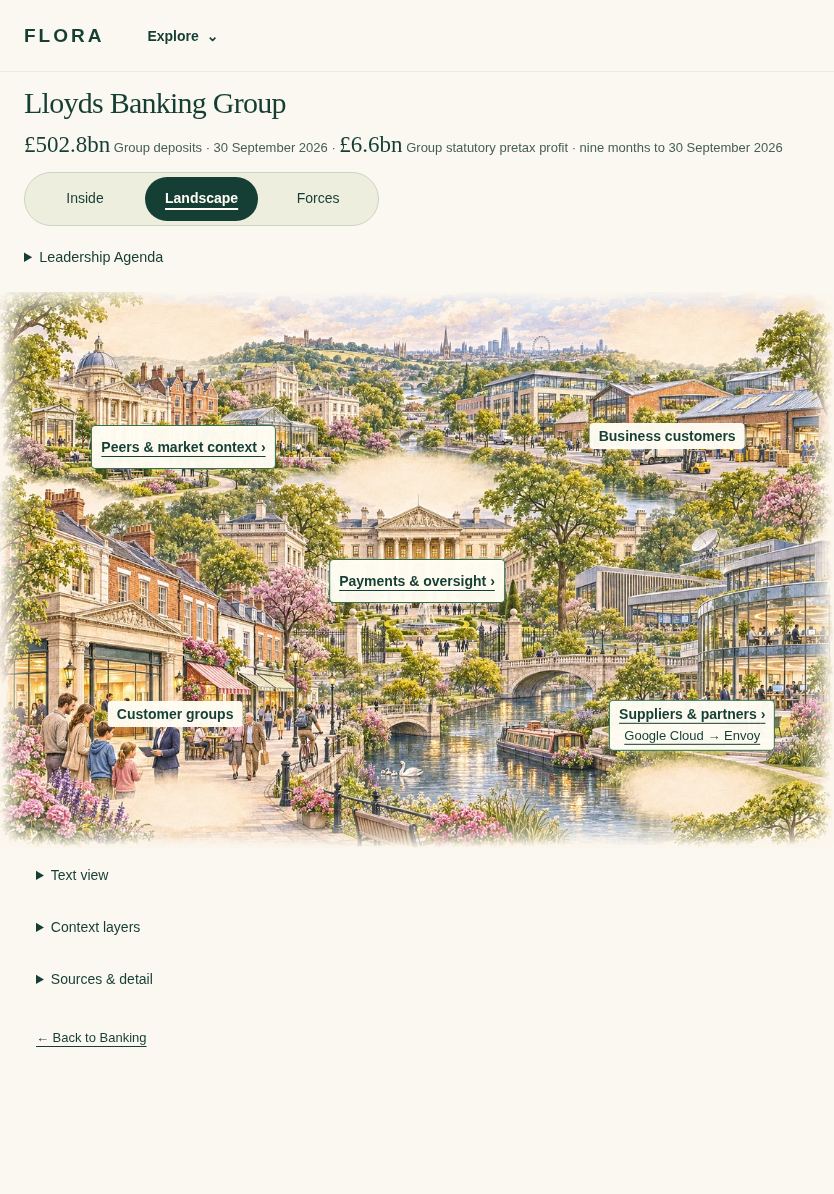 FLORA
Explore ⌄
Lloyds Banking Group
£502.8bn Group deposits · 30 September 2026 · £6.6bn Group statutory pretax profit · nine months to 30 September 2026
Inside Landscape Forces
▶ Leadership Agenda
Peers & market context ›
Business customers
Payments & oversight ›
Customer groups
Suppliers & partners ›
Google Cloud → Envoy
▶ Text view
▶ Context layers
▶ Sources & detail
← Back to Banking